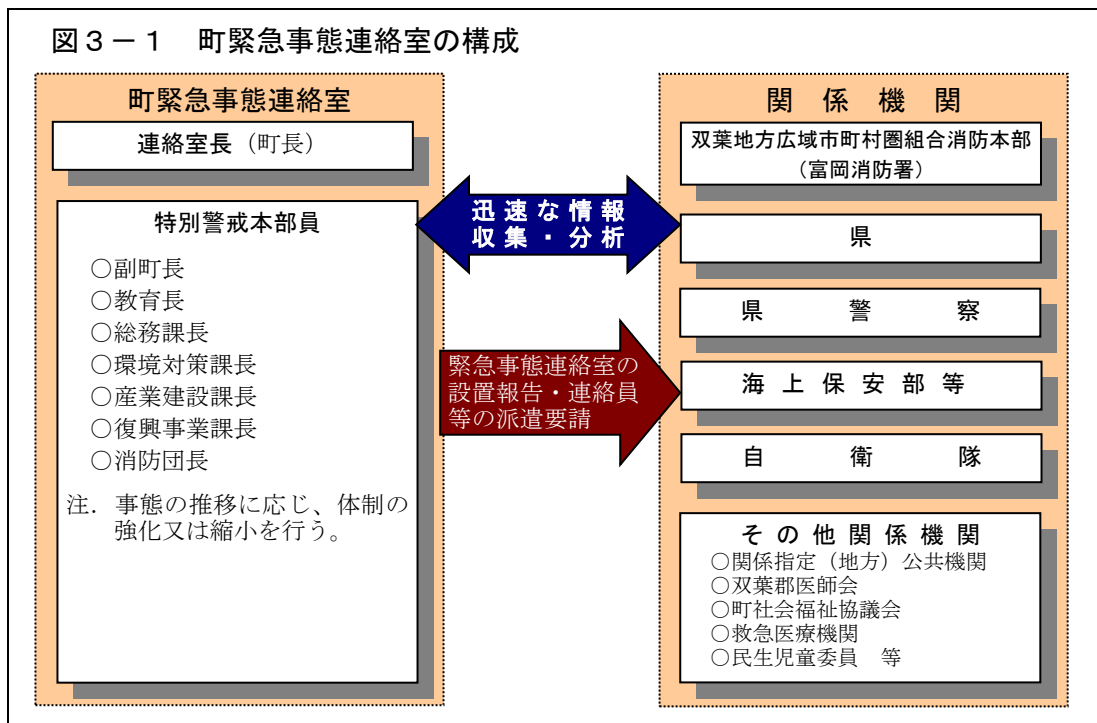 図3－1　町緊急事態連絡室の構成
町緊急事態連絡室
連絡室長（町長）
特別警戒本部員
○副町長
○教育長
○総務課長
○環境対策課長
○産業建設課長
○復興事業課長
○消防団長
注．事態の推移に応じ、体制の
強化又は縮小を行う。
迅速な情報
収集・分析
緊急事態連絡室の
設置報告・連絡員
等の派遣要請
関係機関
双葉地方広域市町村圏組合消防本部
（富岡消防署）
県
県警察
海上保安部等
自衛隊
その他関係機関
○関係指定（地方）公共機関
○双葉郡医師会
○町社会福祉協議会
○救急医療機関
○民生児童委員　等